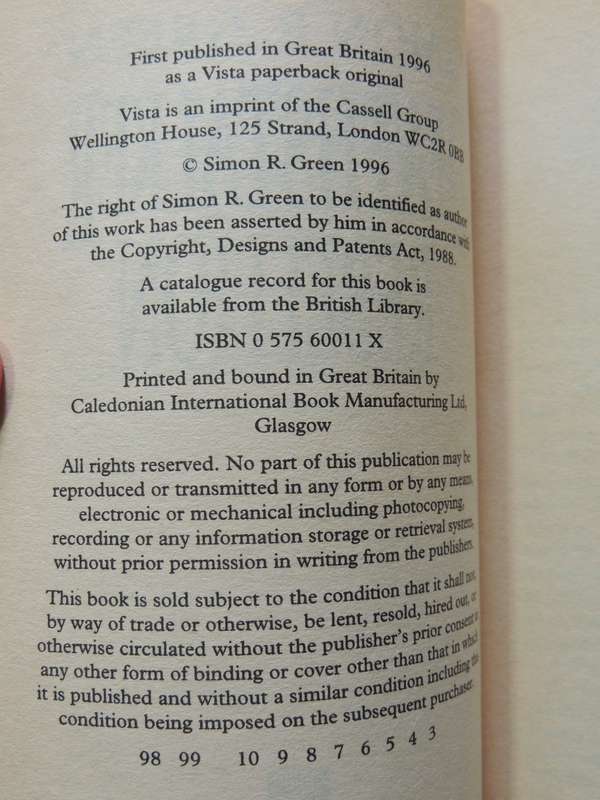 First published in Great Britain 1996
as a Vista paperback original
Vista is an imprint of the Cassell Group
Wellington House, 125 Strand, London WC2R 0BB
© Simon R. Green 1996
The right of Simon R. Green to be identified as author
of this work has been asserted by him in accordance with
the Copyright, Designs and Patents Act, 1988.
A catalogue record for this book is
available from the British Library.
ISBN 0 575 60011 X
Printed and bound in Great Britain by
Caledonian International Book Manufacturing Ltd,
Glasgow
All rights reserved. No part of this publication may be
reproduced or transmitted in any form or by any means,
electronic or mechanical including photocopying,
recording or any information storage or retrieval system,
without prior permission in writing from the publishers.
This book is sold subject to the condition that it shall not,
by way of trade or otherwise, be lent, resold, hired out, or
otherwise circulated without the publisher's prior consent in
any other form of binding or cover other than that in which
it is published and without a similar condition including this
condition being imposed on the subsequent purchaser.
98 99 10 9 8 7 6 5 4 3